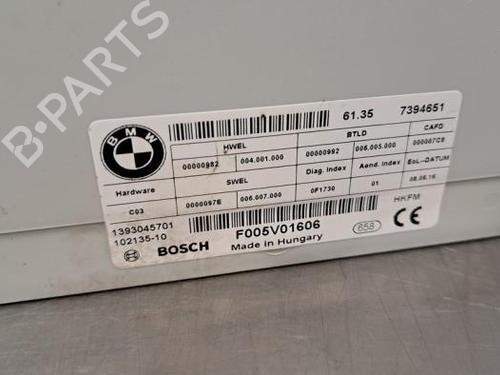 BMW
61.35 7394651
HWEL BTLD CAFD
00000982 004.001.000 00000992 006.005.000 000007CB
Hardware SWEL Diag. Index Aend. Index EoL-DATUM
C03 0000097E 006.007.000 0F1730 01 08.06.16
1393045701
102135-10
F005V01606
HKFM
BOSCH Made in Hungary 658 CE
B-PARTS